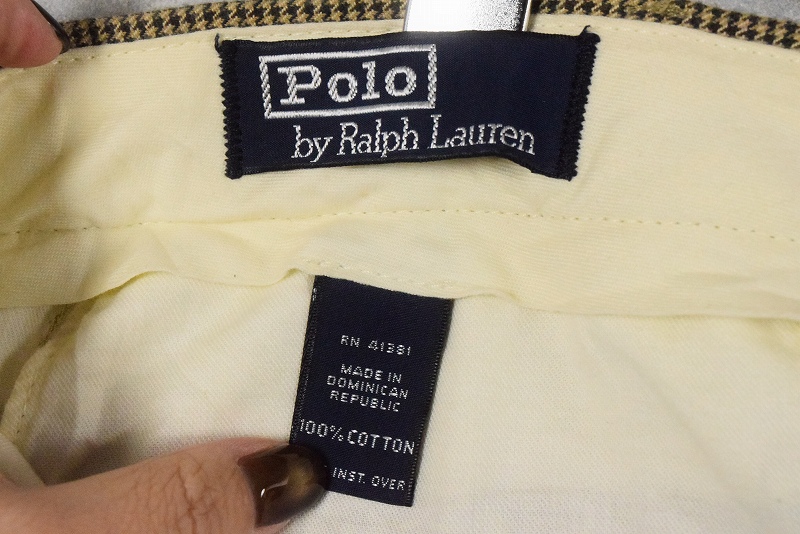 Polo
by Ralph Lauren
RN 41381
MADE IN
DOMINICAN
REPUBLIC
100% COTTON
INST. OVER